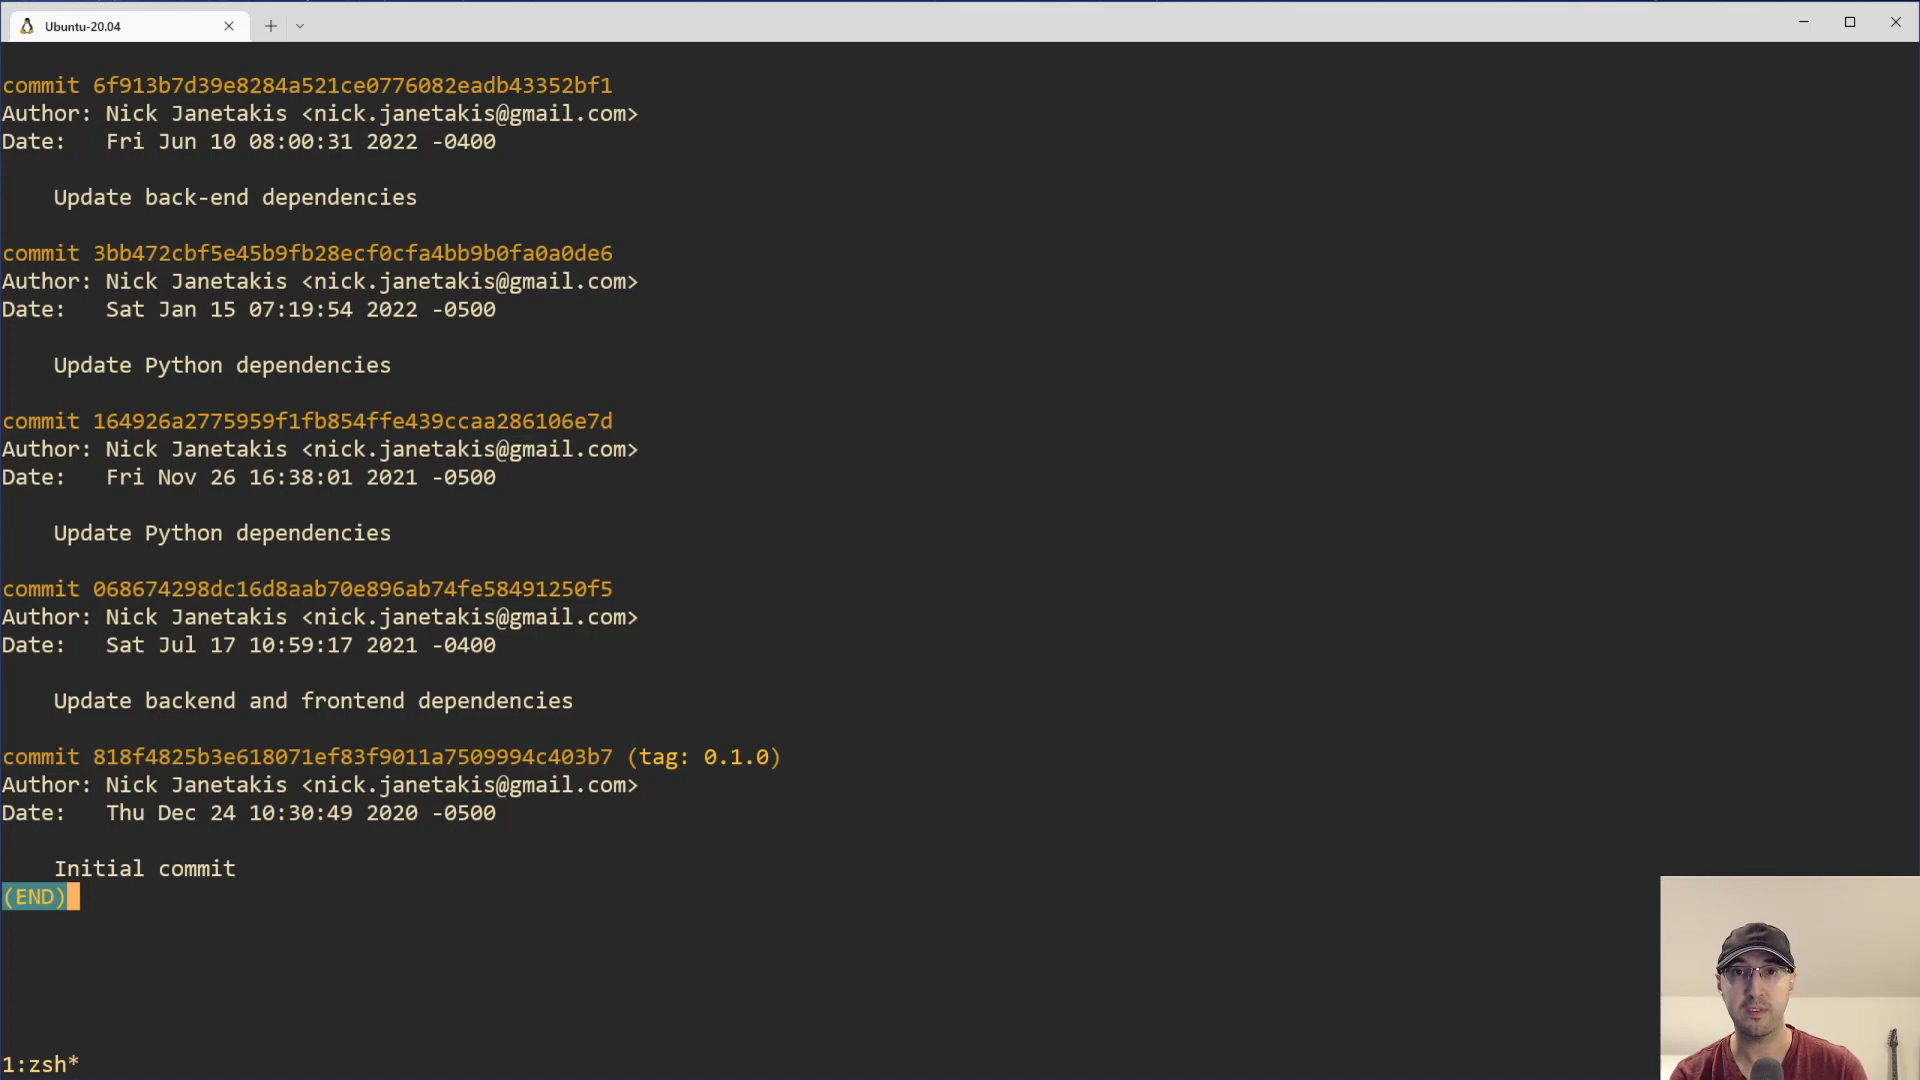 Ubuntu-20.04
commit 6f913b7d39e8284a521ce0776082eadb43352bf1
Author: Nick Janetakis <nick.janetakis@gmail.com>
Date:   Fri Jun 10 08:00:31 2022 -0400
Update back-end dependencies
commit 3bb472cbf5e45b9fb28ecf0cfa4bb9b0fa0a0de6
Author: Nick Janetakis <nick.janetakis@gmail.com>
Date:   Sat Jan 15 07:19:54 2022 -0500
Update Python dependencies
commit 164926a2775959f1fb854ffe439ccaa286106e7d
Author: Nick Janetakis <nick.janetakis@gmail.com>
Date:   Fri Nov 26 16:38:01 2021 -0500
Update Python dependencies
commit 068674298dc16d8aab70e896ab74fe58491250f5
Author: Nick Janetakis <nick.janetakis@gmail.com>
Date:   Sat Jul 17 10:59:17 2021 -0400
Update backend and frontend dependencies
commit 818f4825b3e618071ef83f9011a7509994c403b7 (tag: 0.1.0)
Author: Nick Janetakis <nick.janetakis@gmail.com>
Date:   Thu Dec 24 10:30:49 2020 -0500
Initial commit
(END)
1:zsh*